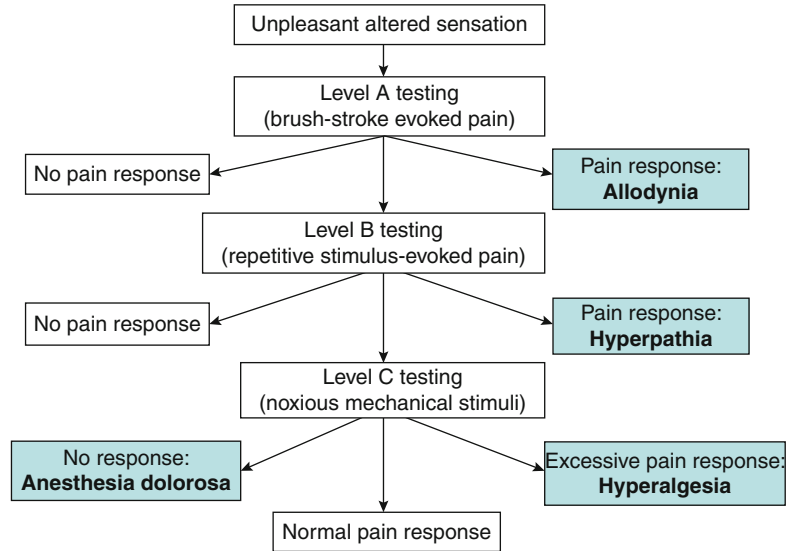 Unpleasant altered sensation
Level A testing
(brush-stroke evoked pain)
No pain response
Pain response:
Allodynia
Level B testing
(repetitive stimulus-evoked pain)
No pain response
Pain response:
Hyperpathia
Level C testing
(noxious mechanical stimuli)
No response:
Anesthesia dolorosa
Excessive pain response:
Hyperalgesia
Normal pain response